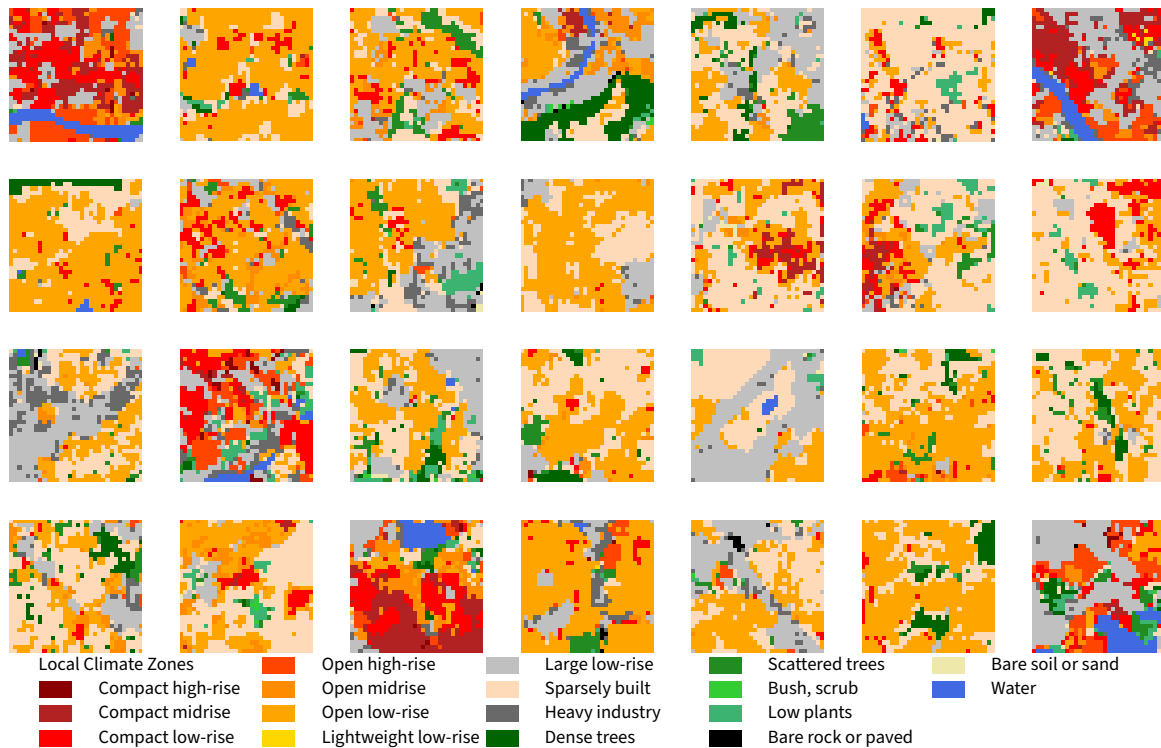 Local Climate Zones
Compact high-rise
Compact midrise
Compact low-rise
Open high-rise
Open midrise
Open low-rise
Lightweight low-rise
Large low-rise
Sparsely built
Heavy industry
Dense trees
Scattered trees
Bush, scrub
Low plants
Bare rock or paved
Bare soil or sand
Water